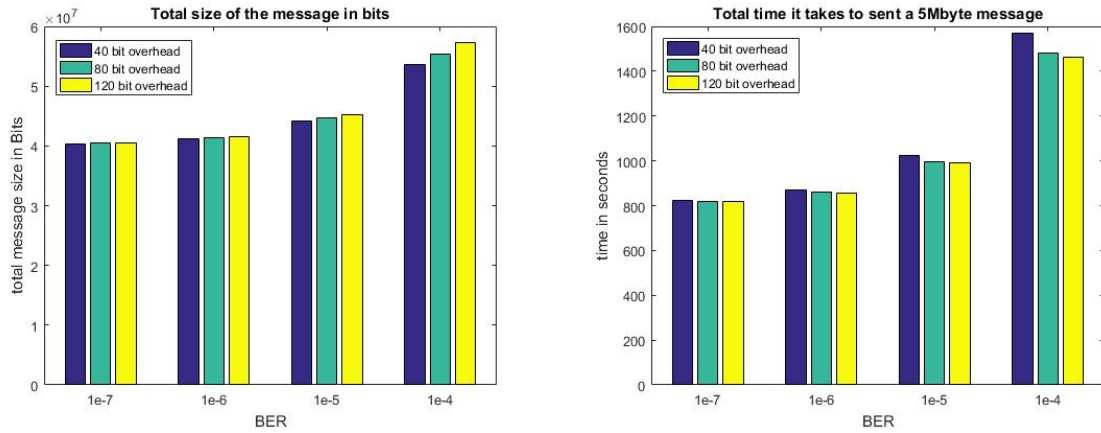 Total size of the message in bits
×10^7
6
5
4
3
2
1
0
total message size in Bits
40 bit overhead
80 bit overhead
120 bit overhead
1e-7 1e-6 1e-5 1e-4
BER
Total time it takes to sent a 5Mbyte message
1600
1400
1200
1000
800
600
400
200
0
time in seconds
40 bit overhead
80 bit overhead
120 bit overhead
1e-7 1e-6 1e-5 1e-4
BER